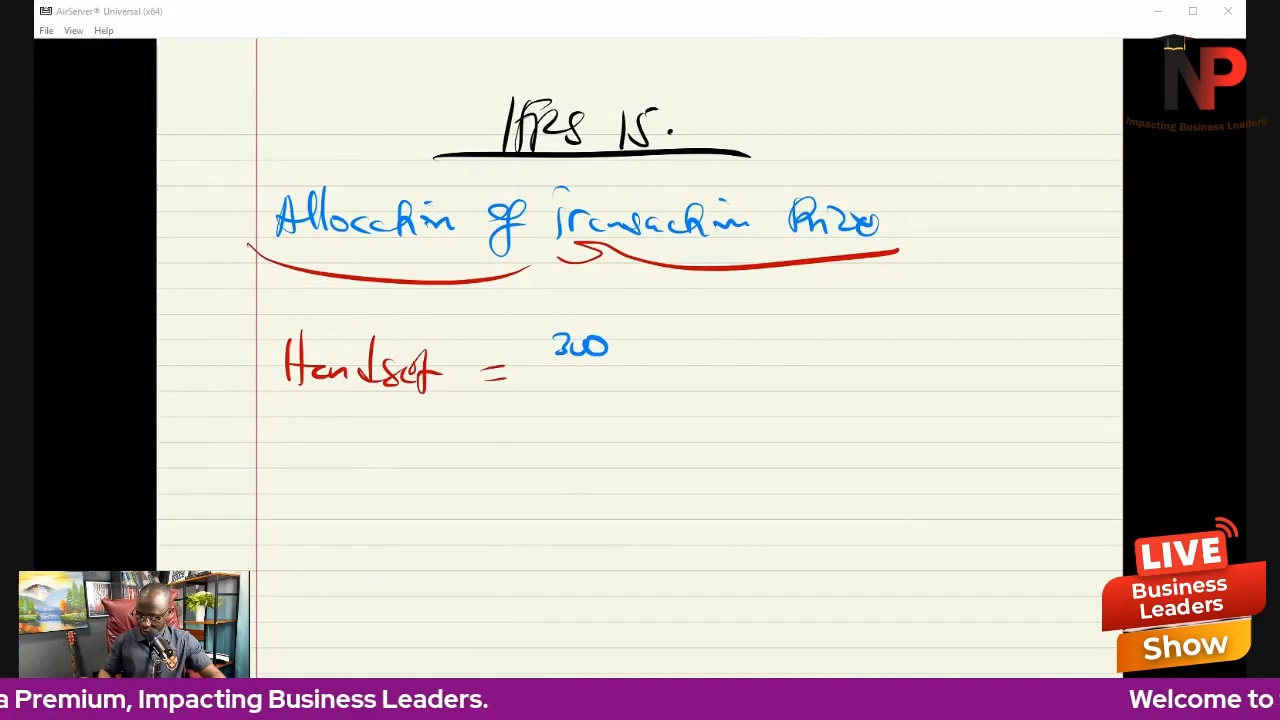 AirServer® Universal (x64)
File View Help
NP
Impacting Business Leaders
IFRS 15.
Allocation of Transaction Price
300
Handset =
LIVE
Business
Leaders
Show
a Premium, Impacting Business Leaders.
Welcome to